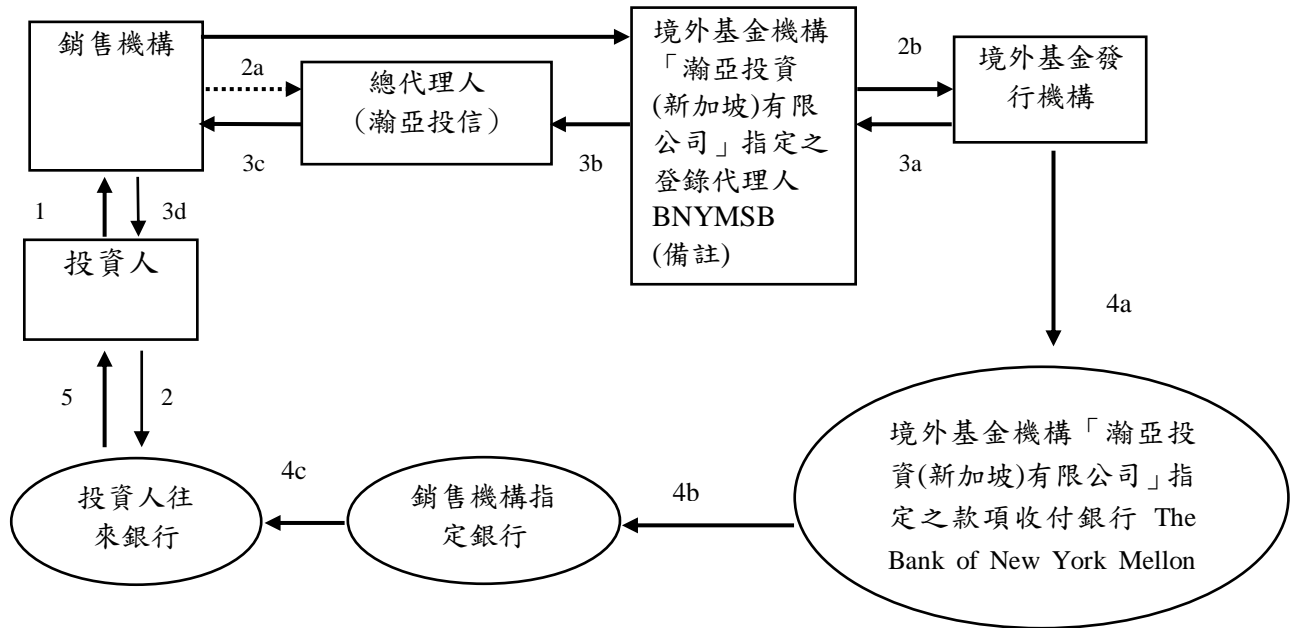 銷售機構
2a
總代理人
（瀚亞投信）
3c
3b
境外基金機構
「瀚亞投資
(新加坡)有限
公司」指定之
登錄代理人
BNYMSB
(備註)
2b
3a
境外基金發
行機構
1
3d
投資人
4a
5
2
投資人往
來銀行
4c
銷售機構指
定銀行
4b
境外基金機構「瀚亞投
資(新加坡)有限公司」指
定之款項收付銀行 The
Bank of New York Mellon